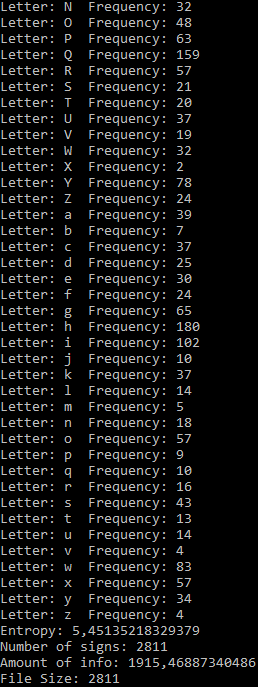 Letter: N  Frequency: 32
Letter: O  Frequency: 48
Letter: P  Frequency: 63
Letter: Q  Frequency: 159
Letter: R  Frequency: 57
Letter: S  Frequency: 21
Letter: T  Frequency: 20
Letter: U  Frequency: 37
Letter: V  Frequency: 19
Letter: W  Frequency: 32
Letter: X  Frequency: 2
Letter: Y  Frequency: 78
Letter: Z  Frequency: 24
Letter: a  Frequency: 39
Letter: b  Frequency: 7
Letter: c  Frequency: 37
Letter: d  Frequency: 25
Letter: e  Frequency: 30
Letter: f  Frequency: 24
Letter: g  Frequency: 65
Letter: h  Frequency: 180
Letter: i  Frequency: 102
Letter: j  Frequency: 10
Letter: k  Frequency: 37
Letter: l  Frequency: 14
Letter: m  Frequency: 5
Letter: n  Frequency: 18
Letter: o  Frequency: 57
Letter: p  Frequency: 9
Letter: q  Frequency: 10
Letter: r  Frequency: 16
Letter: s  Frequency: 43
Letter: t  Frequency: 13
Letter: u  Frequency: 14
Letter: v  Frequency: 4
Letter: w  Frequency: 83
Letter: x  Frequency: 57
Letter: y  Frequency: 34
Letter: z  Frequency: 4
Entropy: 5,45135218329379
Number of signs: 2811
Amount of info: 1915,46887340486
File Size: 2811